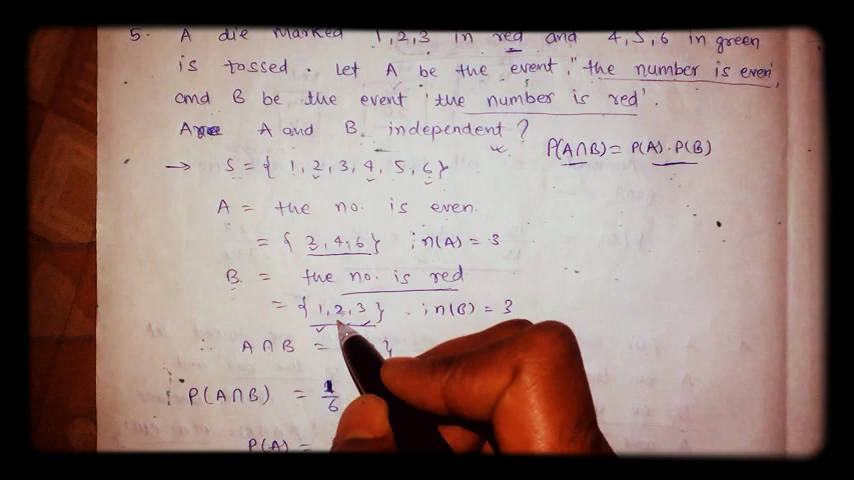 5. A die marked 1,2,3 in red and 4,5,6 in green
is tossed. Let A be the event, "the number is even,
and B be the event 'the number is red'.
Are A and B independent?
P(A∩B) = P(A).P(B)
→ S = { 1, 2, 3, 4, 5, 6}
A = the no. is even.
= { 2, 4, 6 } ; n(A) = 3
B = the no. is red
= { 1, 2, 3 } ; n(B) = 3
∴ A ∩ B = }
P(A∩B) = 1/6
P(A) =